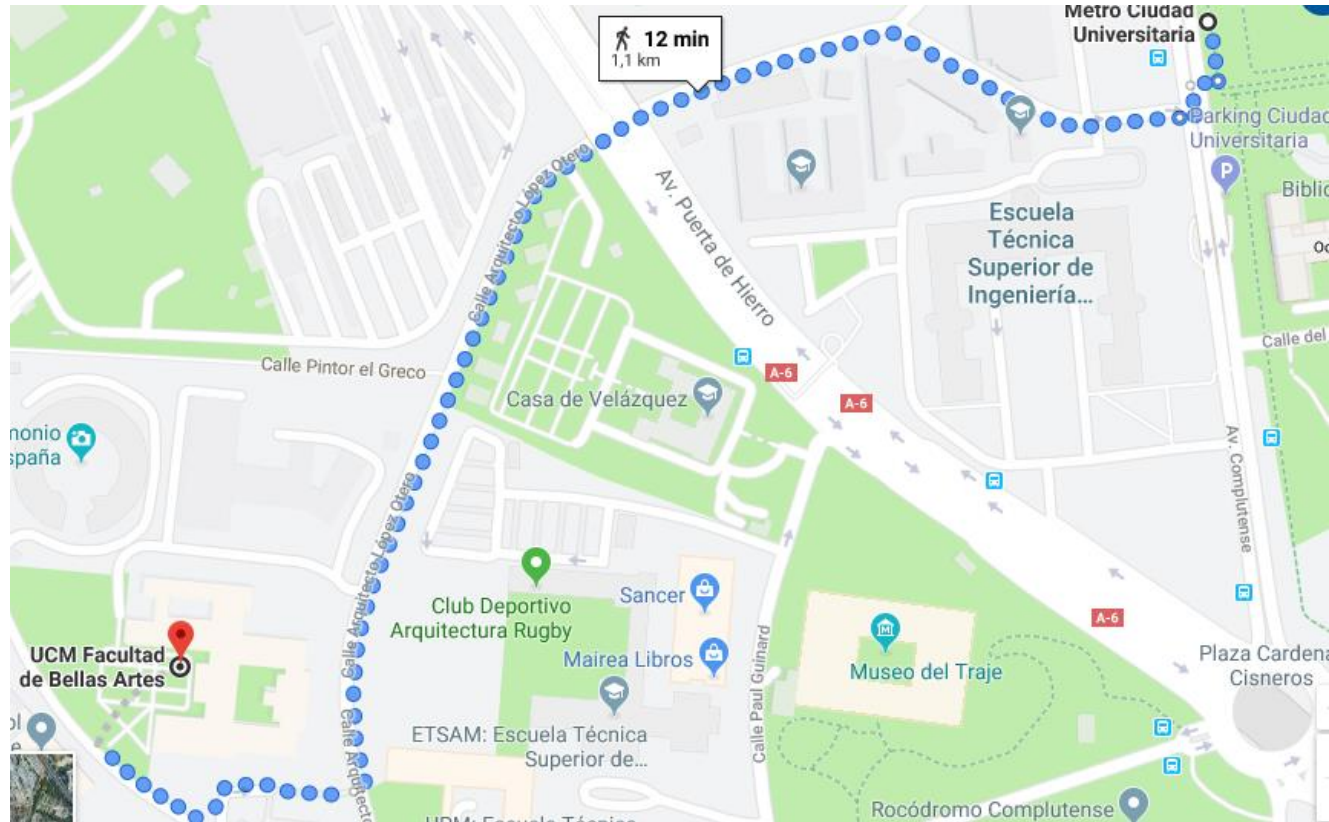 Metro Ciudad
Universitaria
12 min
1,1 km
Parking Ciudad
Universitaria
P
Calle Arquitecto López Otero
Av. Puerta de Hierro
Escuela
Técnica
Superior de
Ingeniería...
Calle Pintor el Greco
Casa de Velázquez
A-6
A-6
Calle del
Av. Complutense
Calle Arquitecto López Otero
Club Deportivo
Arquitectura Rugby
Sancer
Mairea Libros
Calle Paul Guinard
M
Museo del Traje
A-6
Plaza Cardena
Cisneros
UCM Facultad
de Bellas Artes
ETSAM: Escuela Técnica
Superior de...
Calle Arquitecto
Rocódromo Complutense